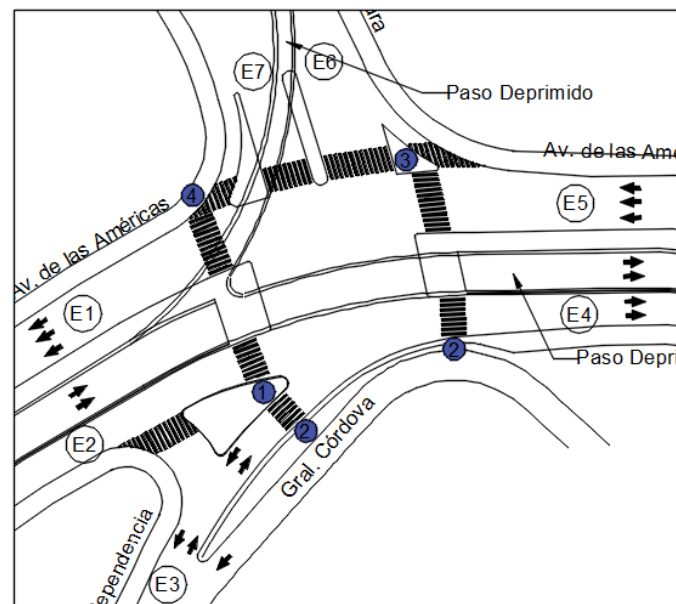 E7
E6
Paso Deprimido
3
Av. de las Amé
4
E5
Av. de las Américas
E1
E4
2
Paso Depri
1
E2
2
Gral. Córdova
ependencia
E3